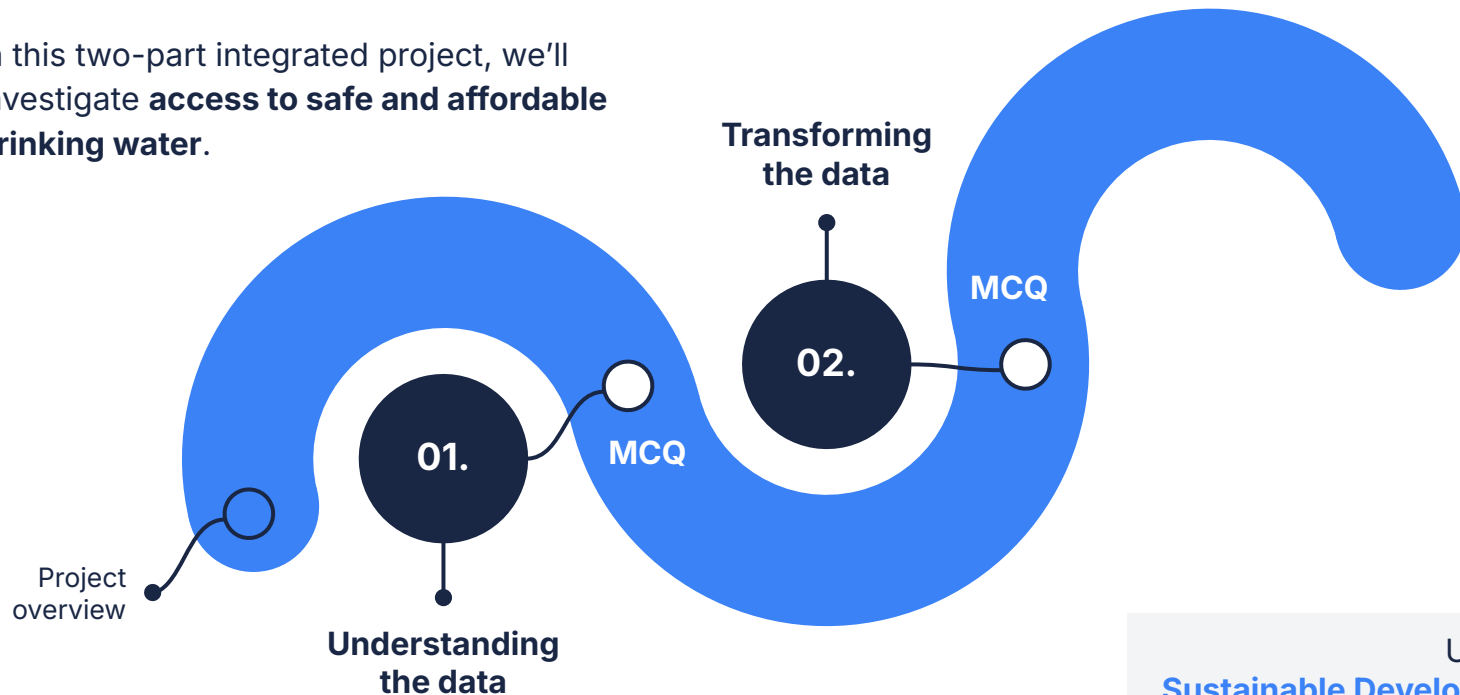 this two-part integrated project, we’ll
nvestigate access to safe and affordable
rinking water.
Transforming
the data
MCQ
02.
01.
MCQ
Project
overview
Understanding
the data
U
Sustainable Develo